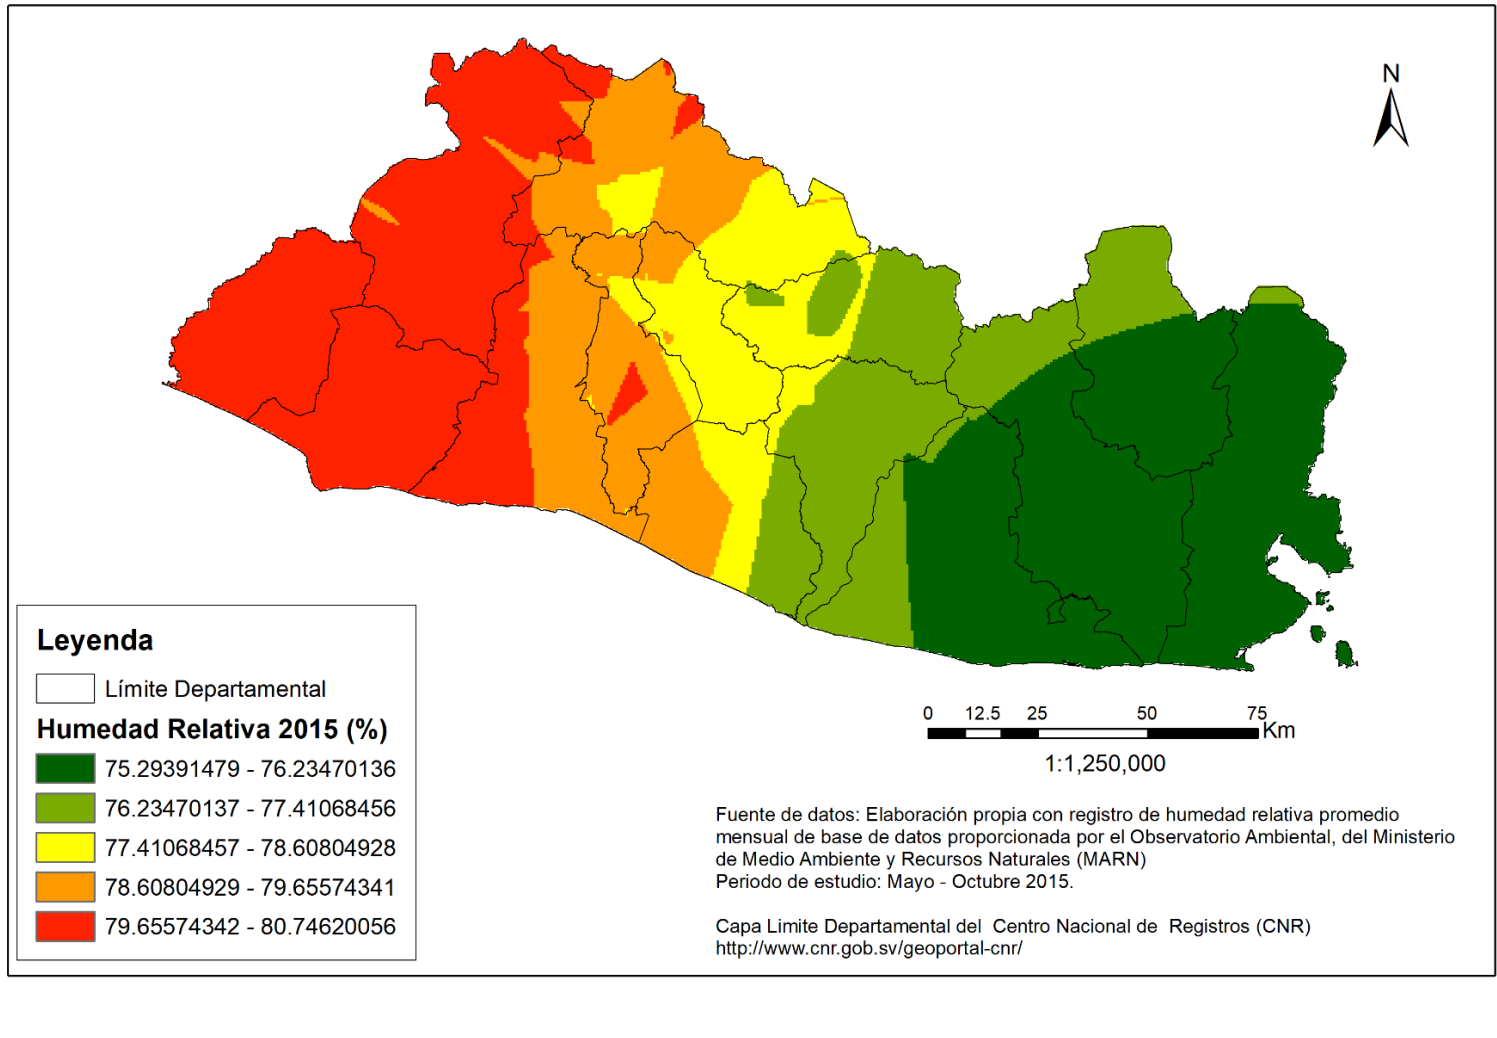 N
Leyenda
Límite Departamental
Humedad Relativa 2015 (%)
75.29391479 - 76.23470136
76.23470137 - 77.41068456
77.41068457 - 78.60804928
78.60804929 - 79.65574341
79.65574342 - 80.74620056
0 12.5 25 50 75
Km
1:1,250,000
Fuente de datos: Elaboración propia con registro de humedad relativa promedio
mensual de base de datos proporcionada por el Observatorio Ambiental, del Ministerio
de Medio Ambiente y Recursos Naturales (MARN)
Periodo de estudio: Mayo - Octubre 2015.
Capa Limite Departamental del Centro Nacional de Registros (CNR)
http://www.cnr.gob.sv/geoportal-cnr/